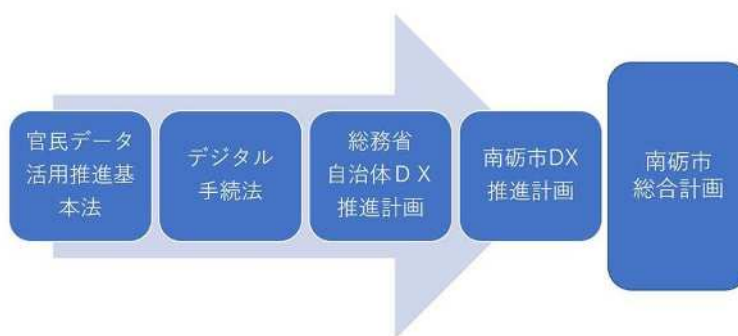 官民データ
活用推進基
本法
デジタル
手続法
総務省
自治体ＤＸ
推進計画
南砺市DX
推進計画
南砺市
総合計画